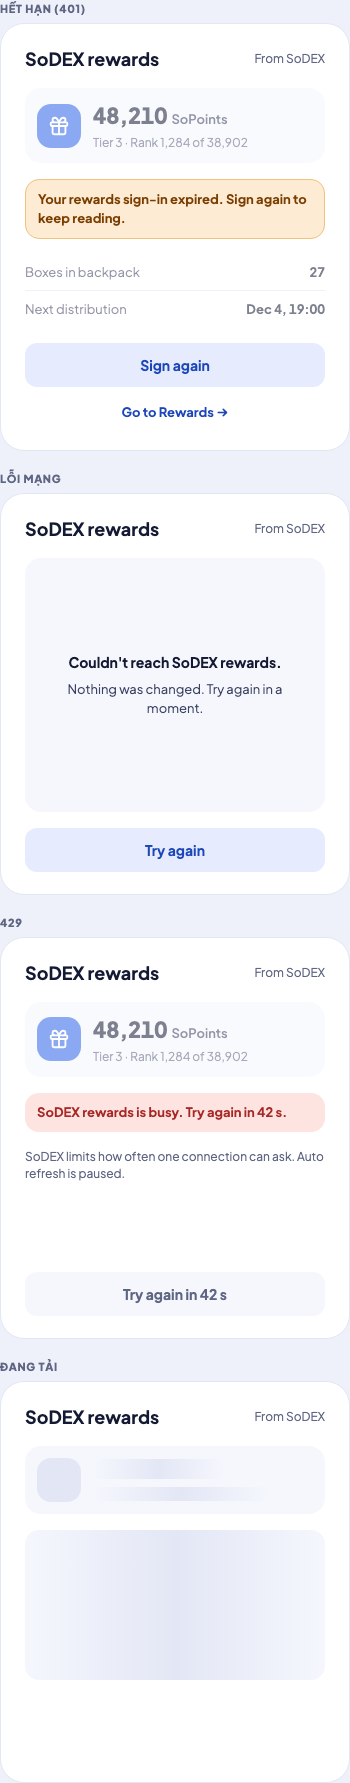 HẾT HẠN (401)
SoDEX rewards
From SoDEX
48,210 SoPoints
Tier 3 · Rank 1,284 of 38,902
Your rewards sign-in expired. Sign again to
keep reading.
Boxes in backpack
27
Next distribution
Dec 4, 19:00
Sign again
Go to Rewards →
LỖI MẠNG
SoDEX rewards
From SoDEX
Couldn't reach SoDEX rewards.
Nothing was changed. Try again in a
moment.
Try again
429
SoDEX rewards
From SoDEX
48,210 SoPoints
Tier 3 · Rank 1,284 of 38,902
SoDEX rewards is busy. Try again in 42 s.
SoDEX limits how often one connection can ask. Auto
refresh is paused.
Try again in 42 s
ĐANG TẢI
SoDEX rewards
From SoDEX